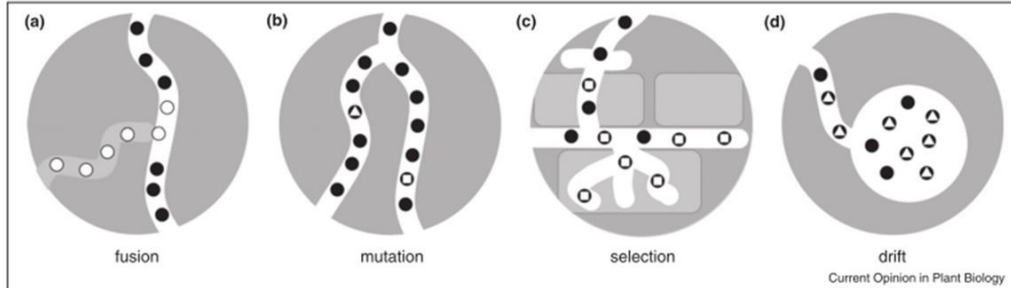 (a)
(b)
(c)
(d)
fusion
mutation
selection
drift
Current Opinion in Plant Biology